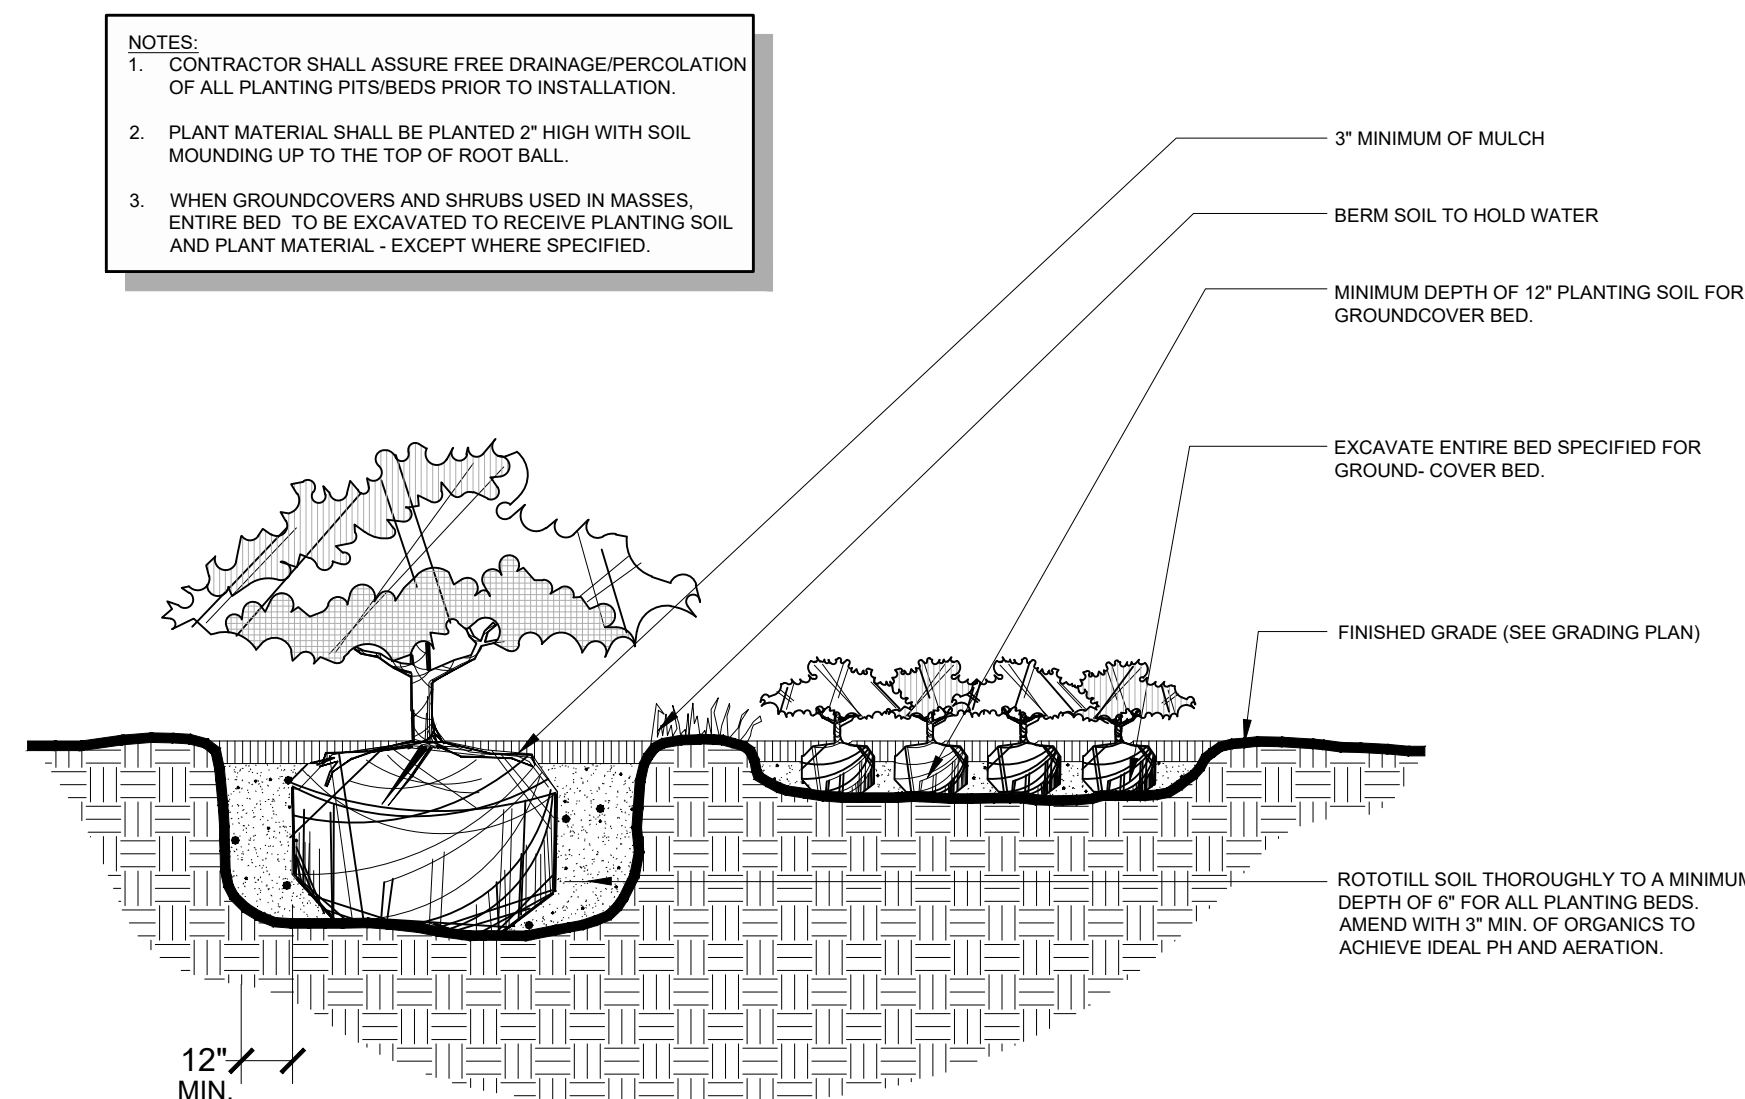 NOTES:
1. CONTRACTOR SHALL ASSURE FREE DRAINAGE/PERCOLATION
OF ALL PLANTING PITS/BEDS PRIOR TO INSTALLATION.
2. PLANT MATERIAL SHALL BE PLANTED 2" HIGH WITH SOIL
MOUNDING UP TO THE TOP OF ROOT BALL.
3. WHEN GROUNDCOVERS AND SHRUBS USED IN MASSES,
ENTIRE BED TO BE EXCAVATED TO RECEIVE PLANTING SOIL
AND PLANT MATERIAL - EXCEPT WHERE SPECIFIED.
3" MINIMUM OF MULCH
BERM SOIL TO HOLD WATER
MINIMUM DEPTH OF 12" PLANTING SOIL FOR
GROUNDCOVER BED.
EXCAVATE ENTIRE BED SPECIFIED FOR
GROUND- COVER BED.
FINISHED GRADE (SEE GRADING PLAN)
ROTOTILL SOIL THOROUGHLY TO A MINIMUM
DEPTH OF 6" FOR ALL PLANTING BEDS.
AMEND WITH 3" MIN. OF ORGANICS TO
ACHIEVE IDEAL PH AND AERATION.
12"
MIN.